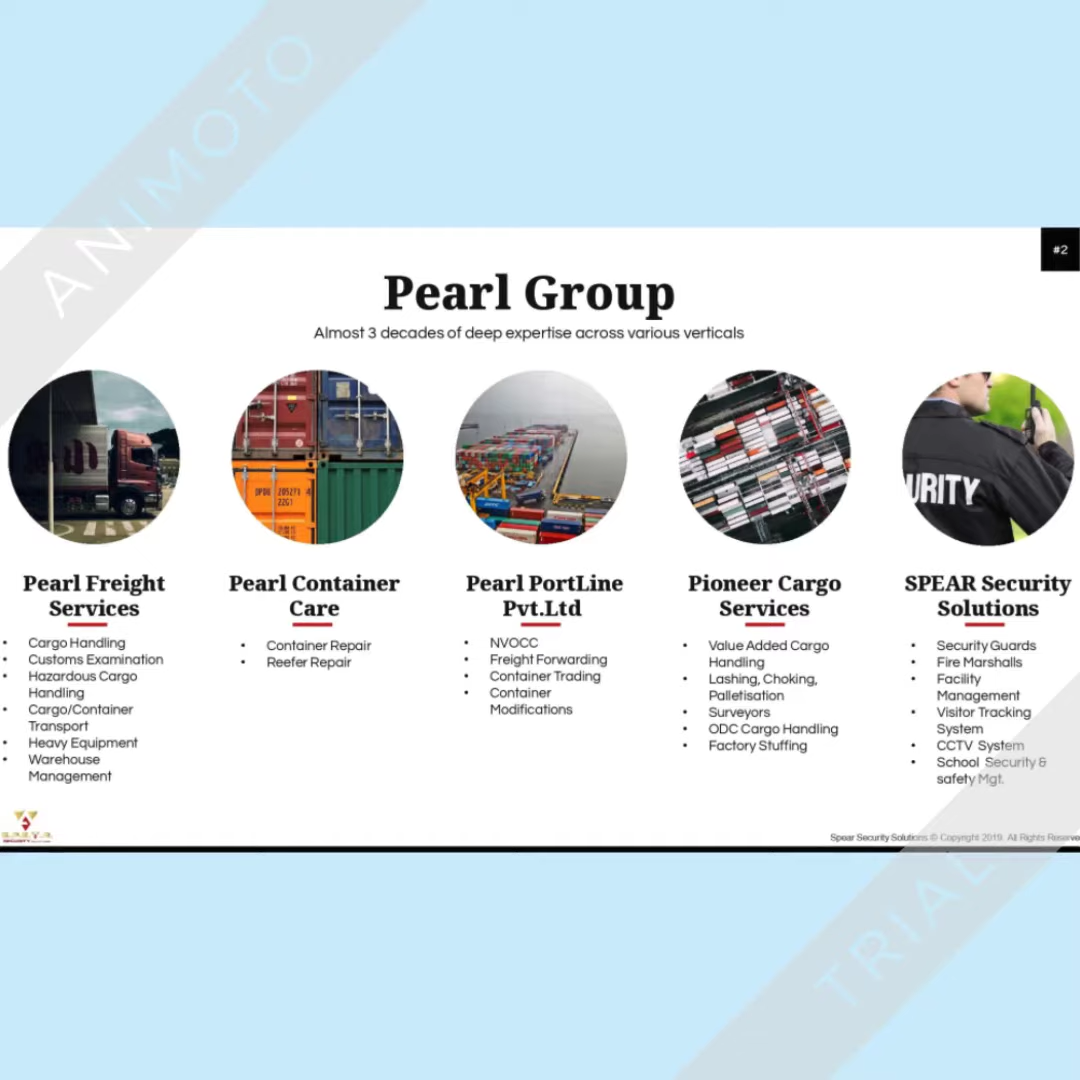 ANIMOTO
#2
Pearl Group
Almost 3 decades of deep expertise across various verticals
DPDU 205271 4
22G1
URITY
Pearl Freight
Services
• Cargo Handling
• Customs Examination
• Hazardous Cargo
Handling
• Cargo/Container
Transport
• Heavy Equipment
• Warehouse
Management
Pearl Container
Care
• Container Repair
• Reefer Repair
Pearl PortLine
Pvt.Ltd
• NVOCC
• Freight Forwarding
• Container Trading
• Container
Modifications
Pioneer Cargo
Services
• Value Added Cargo
Handling
• Lashing, Choking,
Palletisation
• Surveyors
• ODC Cargo Handling
• Factory Stuffing
SPEAR Security
Solutions
• Security Guards
• Fire Marshalls
• Facility
Management
• Visitor Tracking
System
• CCTV System
• School Security &
safety Mgt.
Spear Security Solutions © Copyright 2019. All Rights Reserve
TRIAL